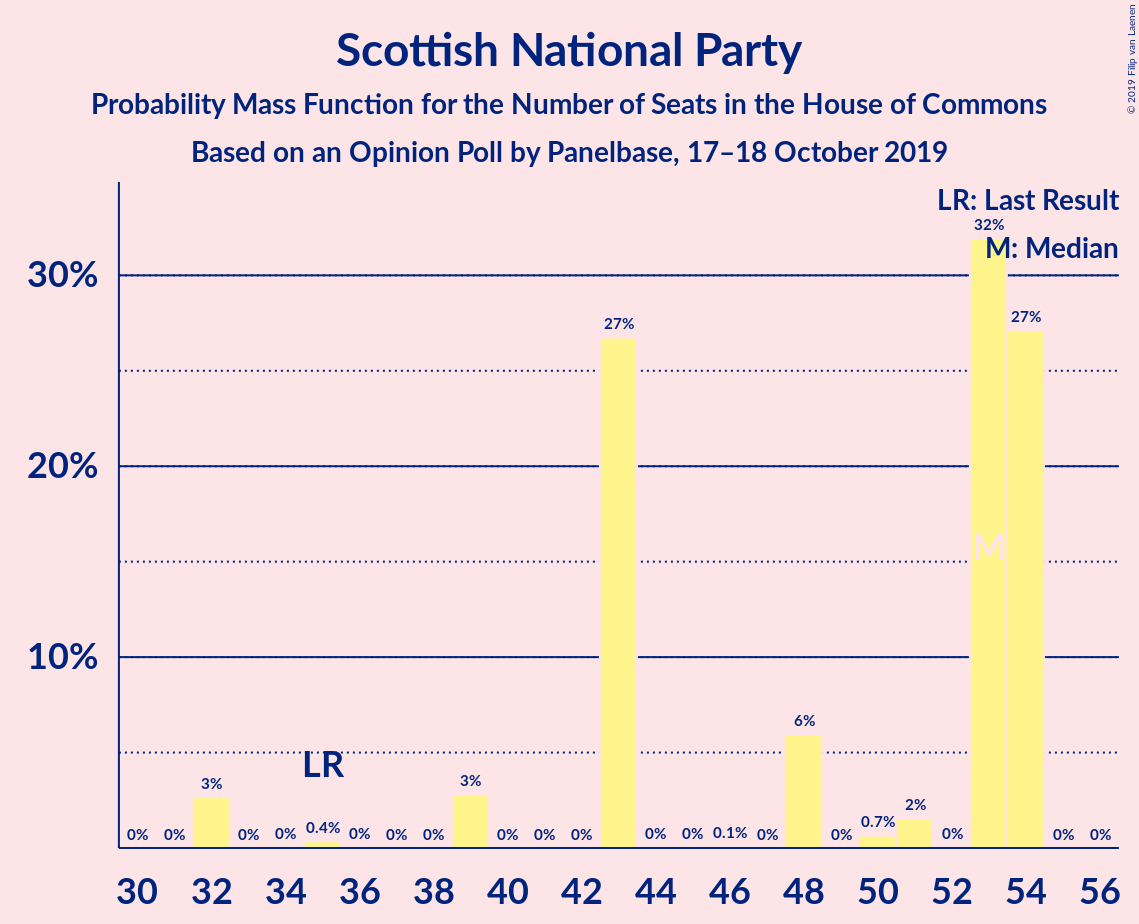 Scottish National Party
Probability Mass Function for the Number of Seats in the House of Commons
Based on an Opinion Poll by Panelbase, 17–18 October 2019
© 2019 Filip van Laenen
LR: Last Result
M: Median
30%
20%
10%
0% 0% 3% 0% 0% 0.4% 0% 0% 0% 3% 0% 0% 0% 27% 0% 0% 0.1% 0% 6% 0% 0.7% 2% 0% 32% 27% 0% 0%
LR
M
30 32 34 36 38 40 42 44 46 48 50 52 54 56